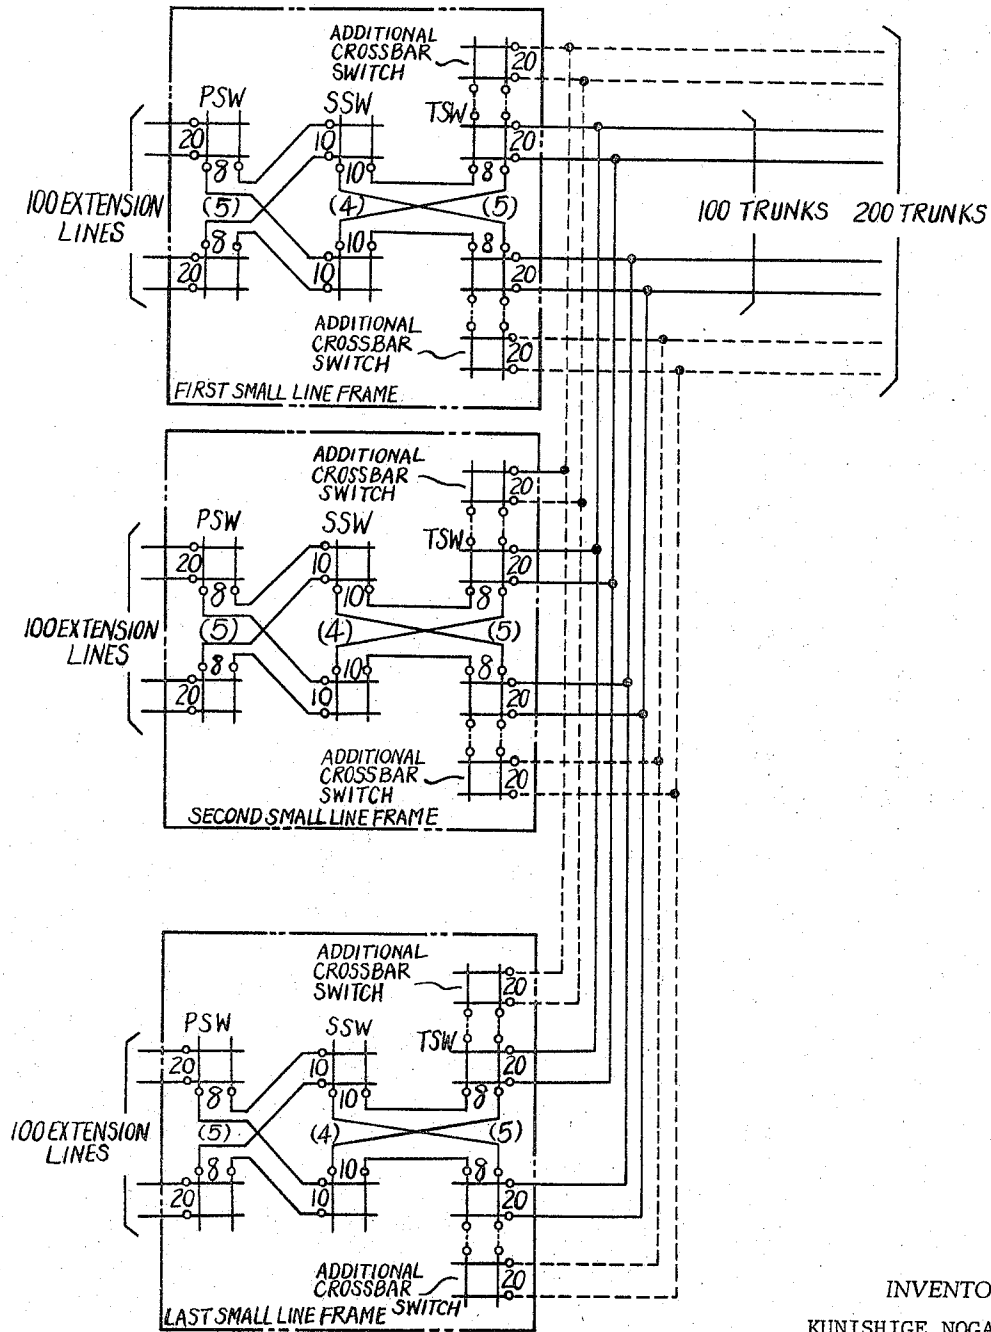 ADDITIONAL
CROSSBAR
SWITCH
20
PSW
SSW
TSW
20
10
20
20
10
8
10
8
100 EXTENSION
LINES
(5)
(4)
(5)
100 TRUNKS
200 TRUNKS
8
10
8
20
10
20
ADDITIONAL
CROSSBAR
SWITCH
20
FIRST SMALL LINE FRAME
ADDITIONAL
CROSSBAR
SWITCH
20
PSW
SSW
TSW
20
10
20
8
10
8
100 EXTENSION
LINES
(5)
(4)
(5)
8
10
8
20
10
20
ADDITIONAL
CROSSBAR
SWITCH
20
SECOND SMALL LINE FRAME
ADDITIONAL
CROSSBAR
SWITCH
20
PSW
SSW
TSW
20
10
20
8
10
8
100 EXTENSION
LINES
(5)
(4)
(5)
8
10
8
20
10
20
ADDITIONAL
CROSSBAR
SWITCH
20
LAST SMALL LINE FRAME
INVENTO
KUNISHIGE NOGA